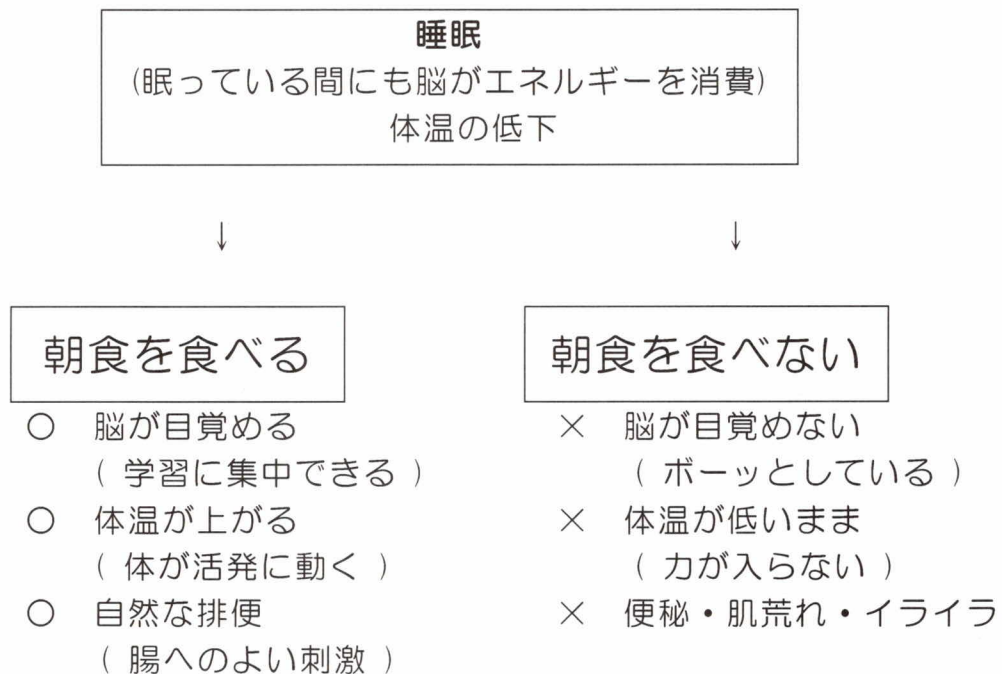 睡眠
(眠っている間にも脳がエネルギーを消費)
体温の低下
↓
↓
朝食を食べる
○ 脳が目覚める
( 学習に集中できる )
○ 体温が上がる
( 体が活発に動く )
○ 自然な排便
( 腸へのよい刺激 )
朝食を食べない
× 脳が目覚めない
( ボーッとしている )
× 体温が低いまま
( 力が入らない )
× 便秘・肌荒れ・イライラ